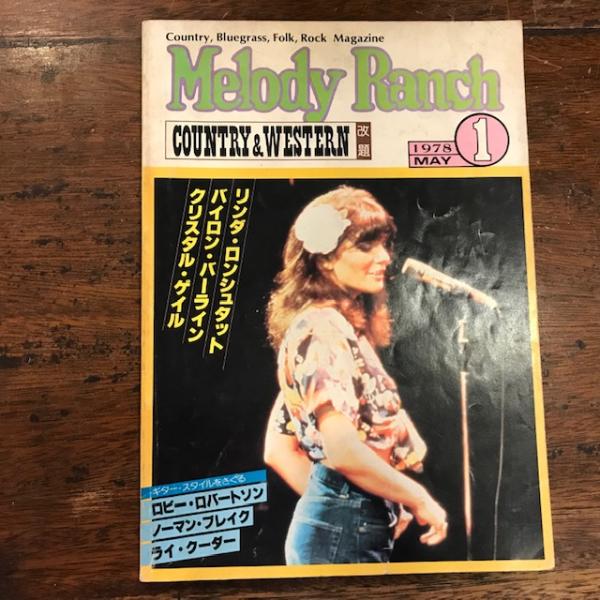 Country, Bluegrass, Folk, Rock Magazine
Melody Ranch
COUNTRY & WESTERN
改題
1978
MAY
1
リンダ・ロンシュタット
バイロン・バーライン
クリスタル・ゲイル
ギター・スタイルをさぐる
ロビー・ロバートソン
ノーマン・ブレイク
ライ・クーダー